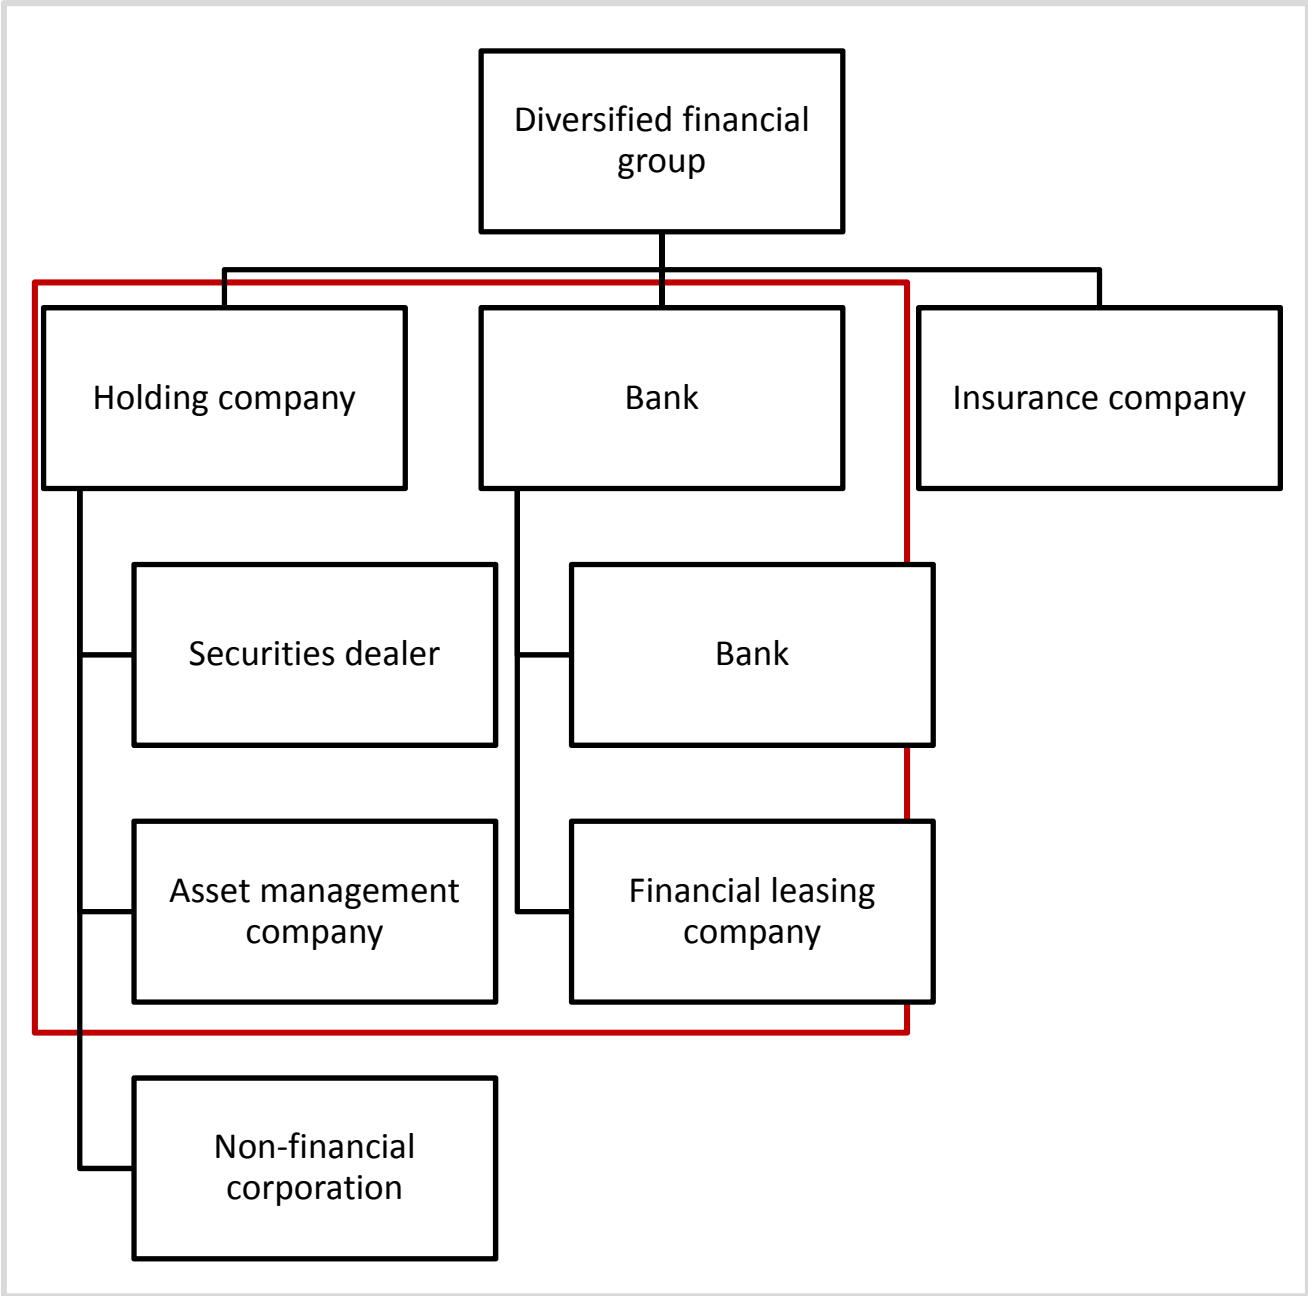 Diversified financial
group
Holding company
Bank
Insurance company
Securities dealer
Bank
Asset management
company
Financial leasing
company
Non-financial
corporation